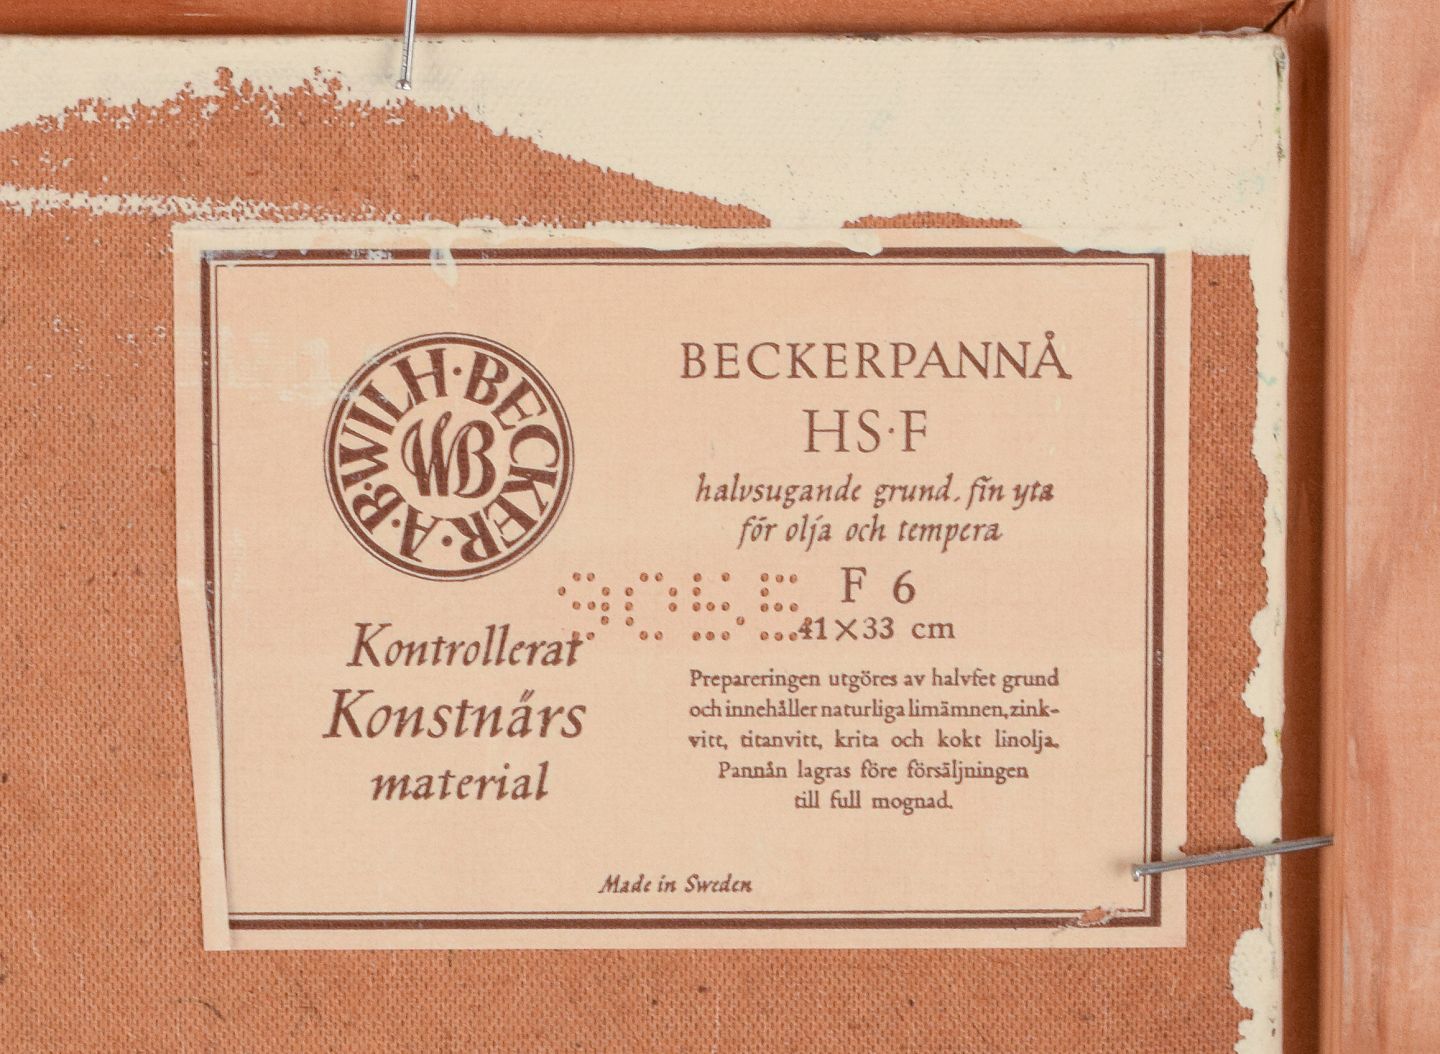 A·B·WILH·BECKER·
WB
Kontrollerat
Konstnärs
material
BECKERPANNÅ
HS·F
halvsugande grund. fin yta
för olja och tempera
F 6
41×33 cm
Prepareringen utgöres av halvfet grund
och innehåller naturliga limämnen, zink-
vitt, titanvitt, krita och kokt linolja.
Pannån lagras före försäljningen
till full mognad.
Made in Sweden